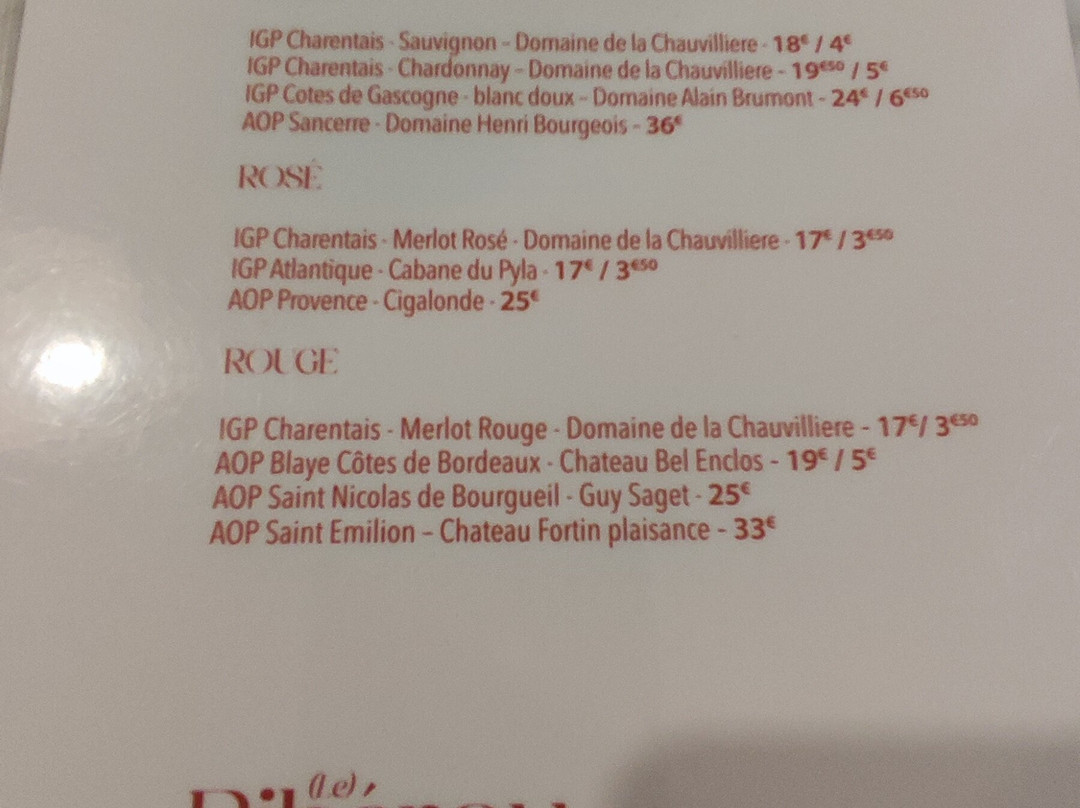 IGP Charentais - Sauvignon - Domaine de la Chauvilliere - 18€ / 4€
IGP Charentais - Chardonnay - Domaine de la Chauvilliere - 19€50 / 5€
IGP Cotes de Gascogne - blanc doux - Domaine Alain Brumont - 24€ / 6€50
AOP Sancerre - Domaine Henri Bourgeois - 36€
ROSÉ
IGP Charentais - Merlot Rosé - Domaine de la Chauvilliere - 17€ / 3€50
IGP Atlantique - Cabane du Pyla - 17€ / 3€50
AOP Provence - Cigalonde - 25€
ROUGE
IGP Charentais - Merlot Rouge - Domaine de la Chauvilliere - 17€/ 3€50
AOP Blaye Côtes de Bordeaux - Chateau Bel Enclos - 19€ / 5€
AOP Saint Nicolas de Bourgueil - Guy Saget - 25€
AOP Saint Emilion – Chateau Fortin plaisance - 33€
(Le)